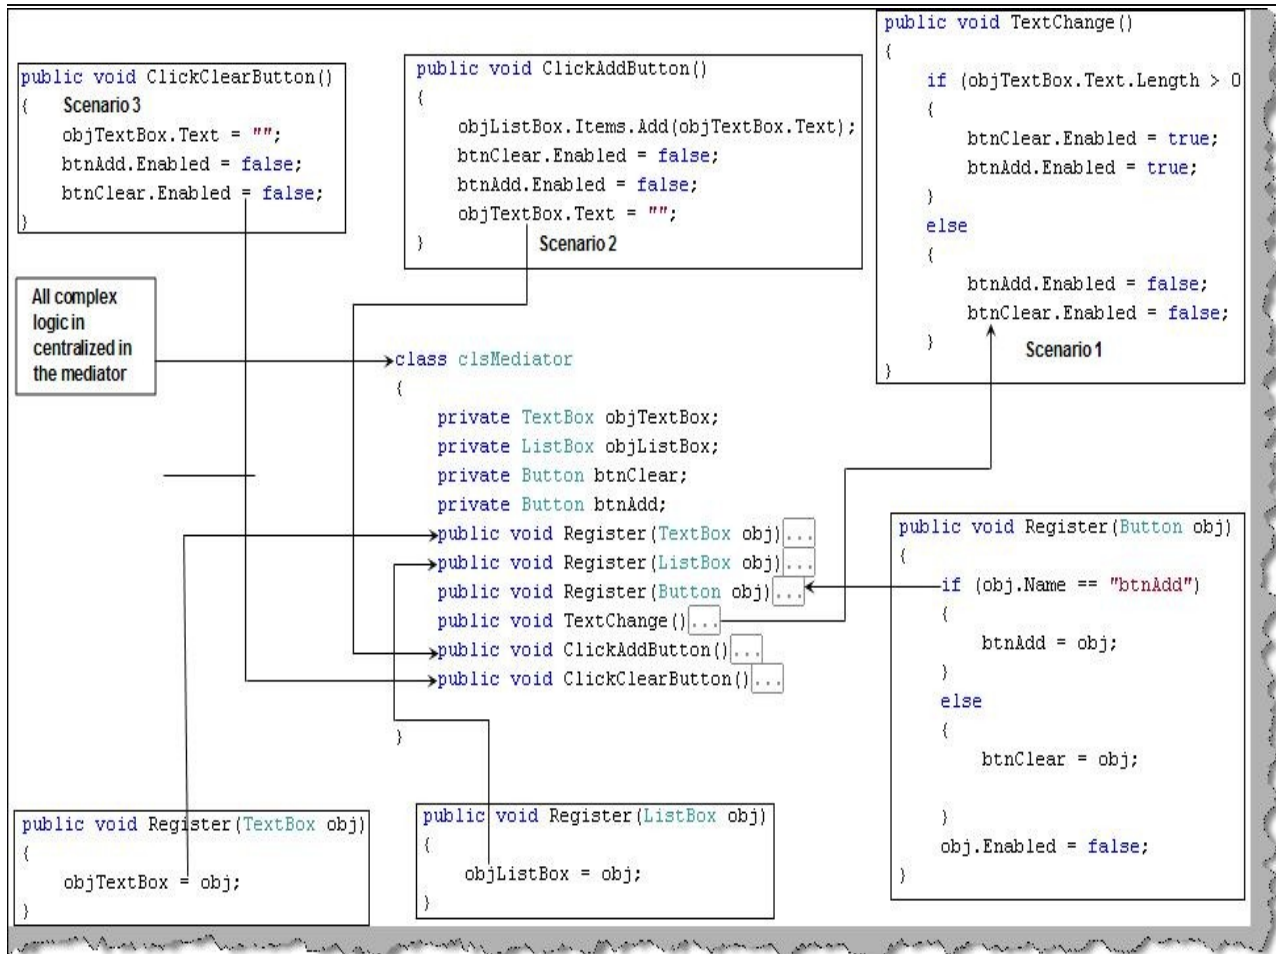 public void ClickClearButton()
{
Scenario 3
objTextBox.Text = "";
btnAdd.Enabled = false;
btnClear.Enabled = false;
}
public void ClickAddButton()
{
objListBox.Items.Add(objTextBox.Text);
btnClear.Enabled = false;
btnAdd.Enabled = false;
objTextBox.Text = "";
}
Scenario 2
public void TextChange()
{
if (objTextBox.Text.Length > 0
{
btnClear.Enabled = true;
btnAdd.Enabled = true;
}
else
{
btnAdd.Enabled = false;
btnClear.Enabled = false;
}
Scenario 1
}
All complex
logic in
centralized in
the mediator
class clsMediator
{
private TextBox objTextBox;
private ListBox objListBox;
private Button btnClear;
private Button btnAdd;
public void Register(TextBox obj)...
public void Register(ListBox obj)...
public void Register(Button obj)...
public void TextChange()...
public void ClickAddButton()...
public void ClickClearButton()...
}
public void Register(Button obj)
{
if (obj.Name == "btnAdd")
{
btnAdd = obj;
}
else
{
btnClear = obj;
}
obj.Enabled = false;
}
public void Register(TextBox obj)
{
objTextBox = obj;
}
public void Register(ListBox obj)
{
objListBox = obj;
}